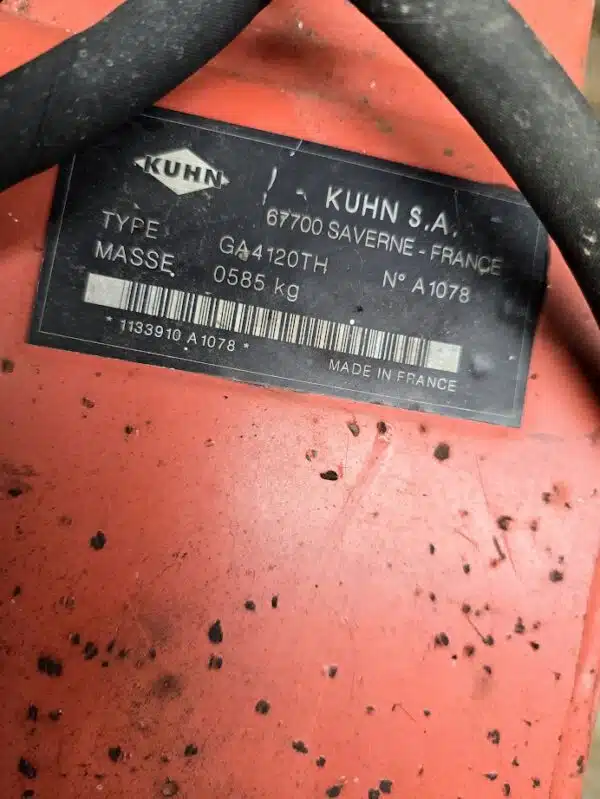 KUHN
KUHN S.A.
67700 SAVERNE - FRANCE
TYPE GA4120TH N° A1078
MASSE 0585 kg
* 1133910 A1078 *
MADE IN FRANCE